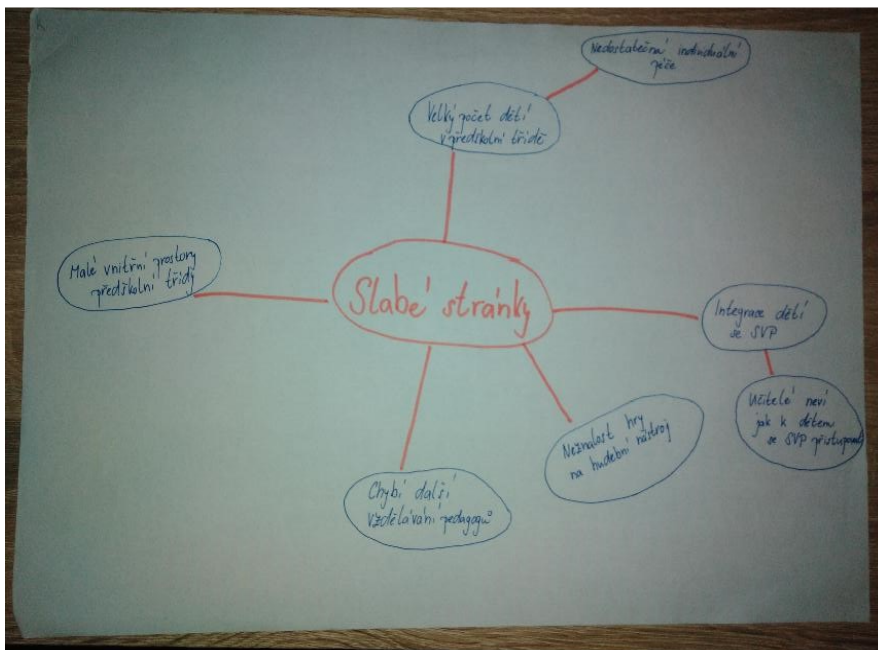 Nedostatečná individuální
péče
Velký počet dětí
v předškolní třídě
Malé vnitřní prostory
předškolní třídy
Slabé stránky
Integrace dětí
se SVP
Učitelé neví
jak k dětem
se SVP přistupovat
Neznalost hry
na hudební nástroj
Chybí další
vzdělávání pedagogů